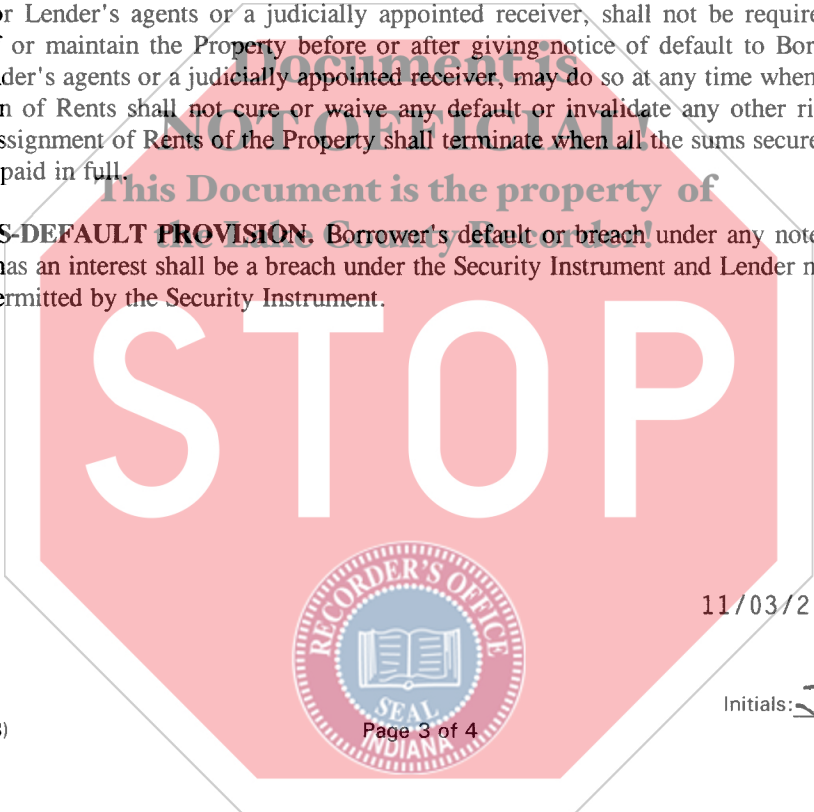 or Lender's agents or a judicially appointed receiver, shall not be require
f or maintain the Property before or after giving notice of default to Bor
der's agents or a judicially appointed receiver, may do so at any time when
n of Rents shall not cure or waive any default or invalidate any other ri
ssignment of Rents of the Property shall terminate when all the sums secure
paid in full.
Document is
NOT OFFICIAL!
This Document is the property of
the Lake County Recorder!
S-DEFAULT PROVISION. Borrower's default or breach under any note
has an interest shall be a breach under the Security Instrument and Lender
ermitted by the Security Instrument.
STOP
RECORDER'S OFFICE
SEAL
INDIANA
11/03/2
Initials:
)
Page 3 of 4